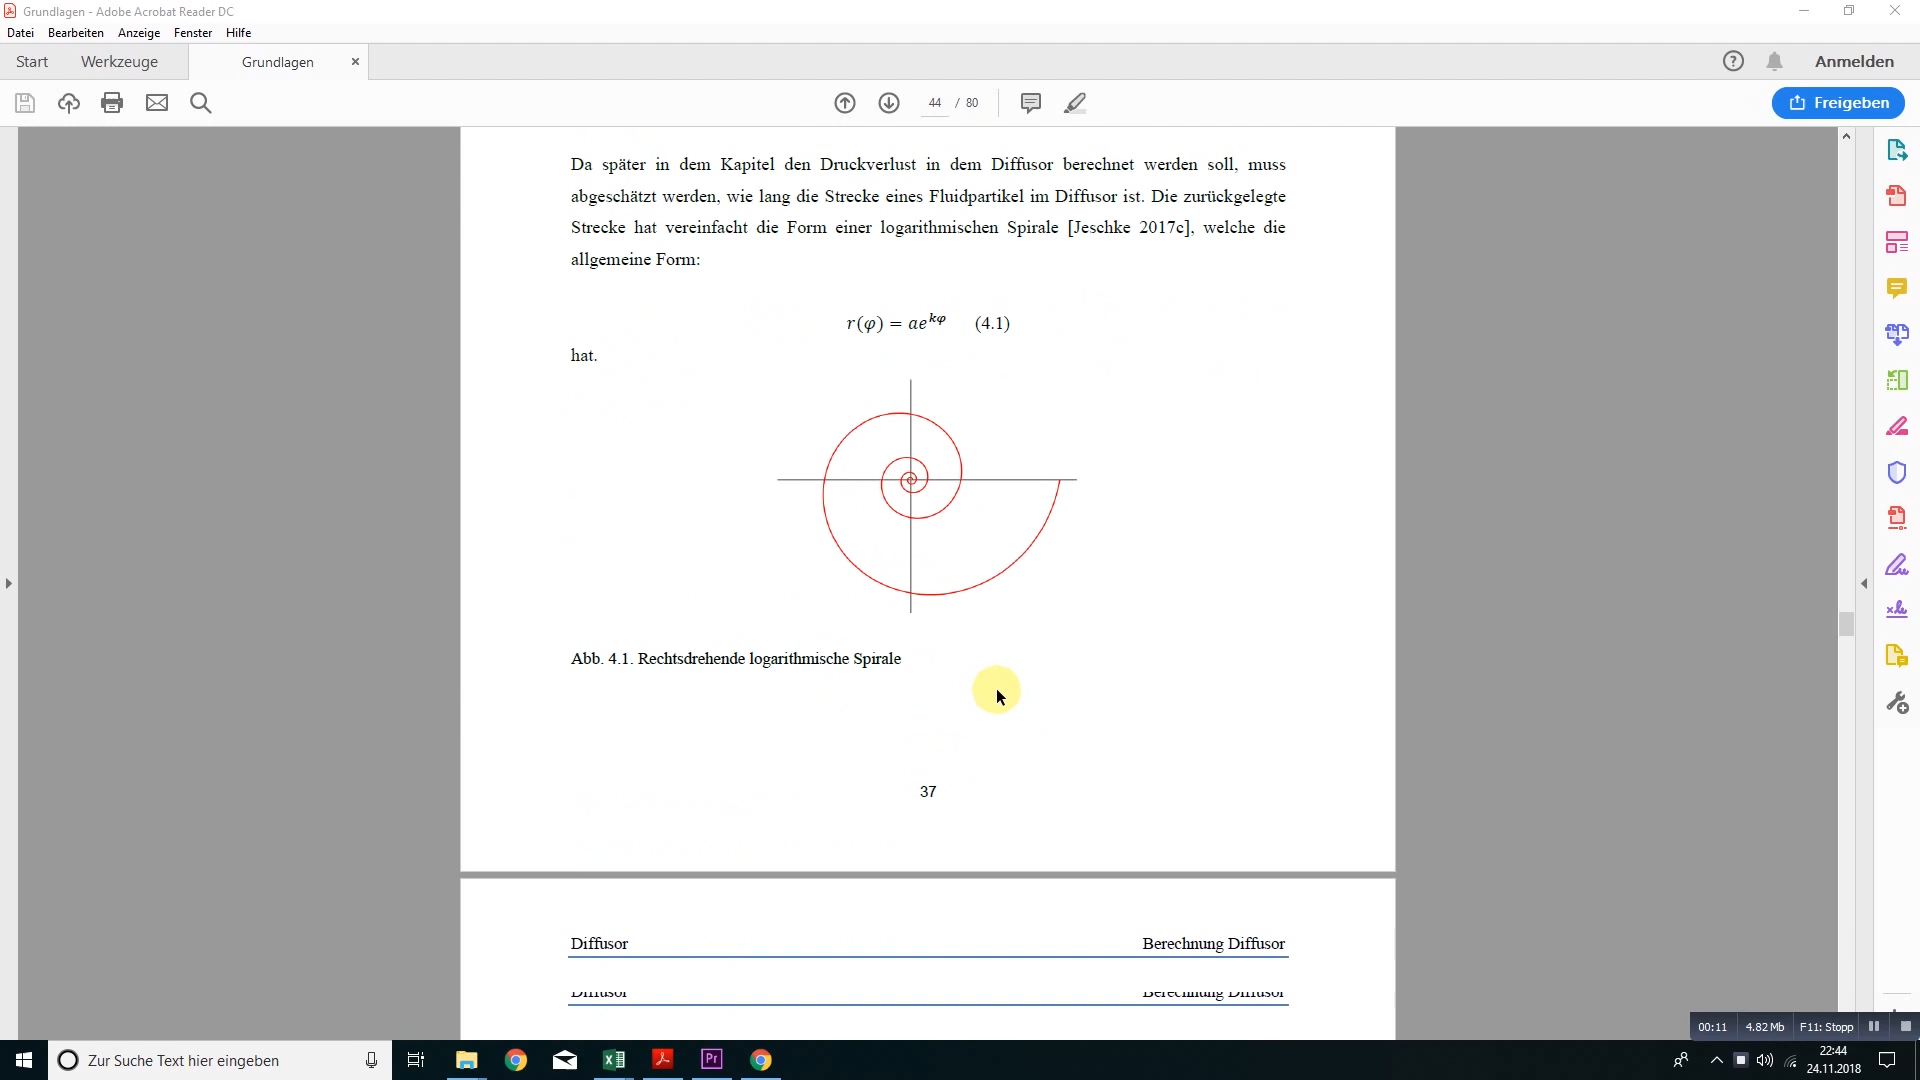 Grundlagen - Adobe Acrobat Reader DC
Datei Bearbeiten Anzeige Fenster Hilfe
Start Werkzeuge Grundlagen × Anmelden
44 / 80 Freigeben
Da später in dem Kapitel den Druckverlust in dem Diffusor berechnet werden soll, muss
abgeschätzt werden, wie lang die Strecke eines Fluidpartikel im Diffusor ist. Die zurückgelegte
Strecke hat vereinfacht die Form einer logarithmischen Spirale [Jeschke 2017c], welche die
allgemeine Form:
r(φ) = ae^{kφ} (4.1)
hat.
Abb. 4.1. Rechtsdrehende logarithmische Spirale
37
Diffusor Berechnung Diffusor
Diffusor Berechnung Diffusor
00:11 4.82 Mb F11: Stopp
Zur Suche Text hier eingeben
22:44
24.11.2018